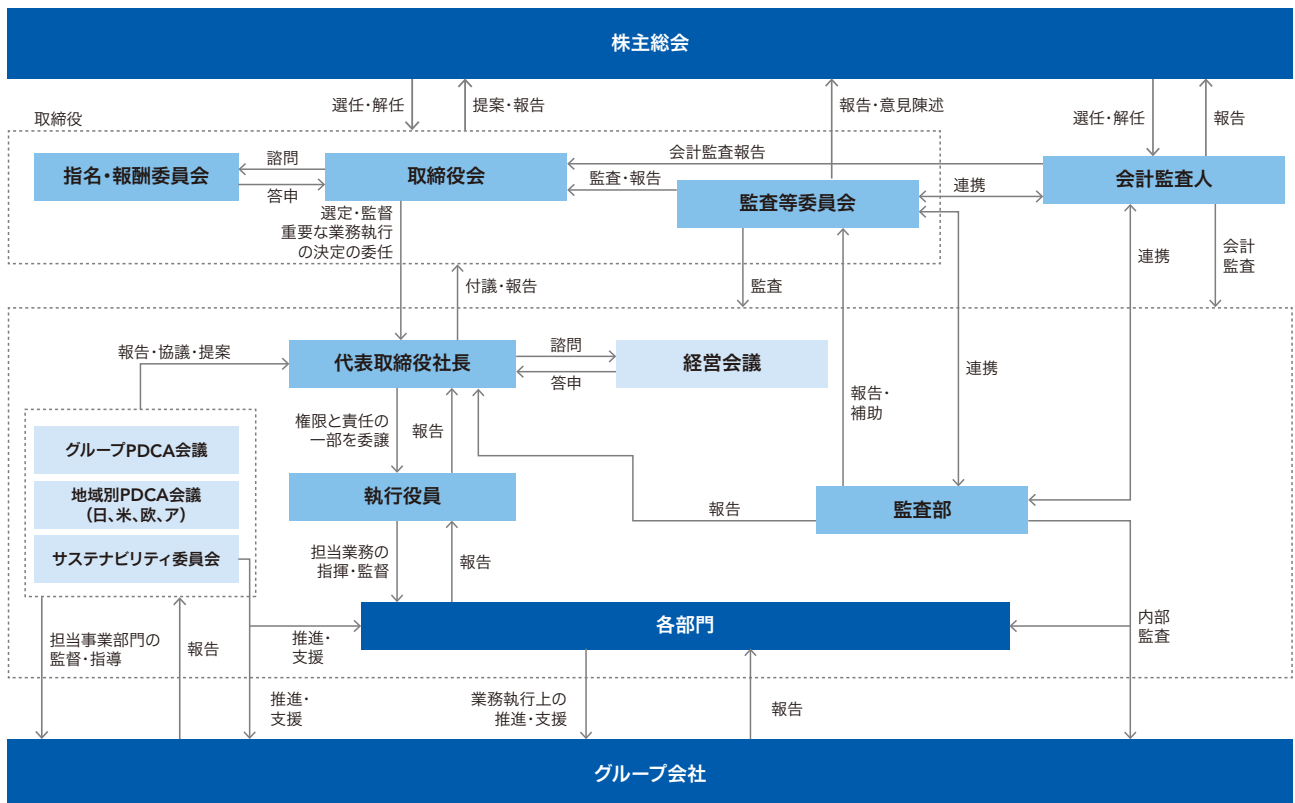 株主総会
選任・解任
提案・報告
報告・意見陳述
選任・解任
報告
取締役
指名・報酬委員会
諮問
答申
取締役会
会計監査報告
監査・報告
監査等委員会
連携
会計監査人
選定・監督
重要な業務執行
の決定の委任
付議・報告
監査
連携
会計
監査
報告・協議・提案
代表取締役社長
諮問
答申
経営会議
報告・
補助
連携
権限と責任の
一部を委譲
報告
グループPDCA会議
地域別PDCA会議
（日、米、欧、ア）
サステナビリティ委員会
執行役員
報告
監査部
担当業務の
指揮・監督
報告
各部門
推進・
支援
内部
監査
担当事業部門の
監督・指導
報告
推進・
支援
業務執行上の
推進・支援
報告
グループ会社